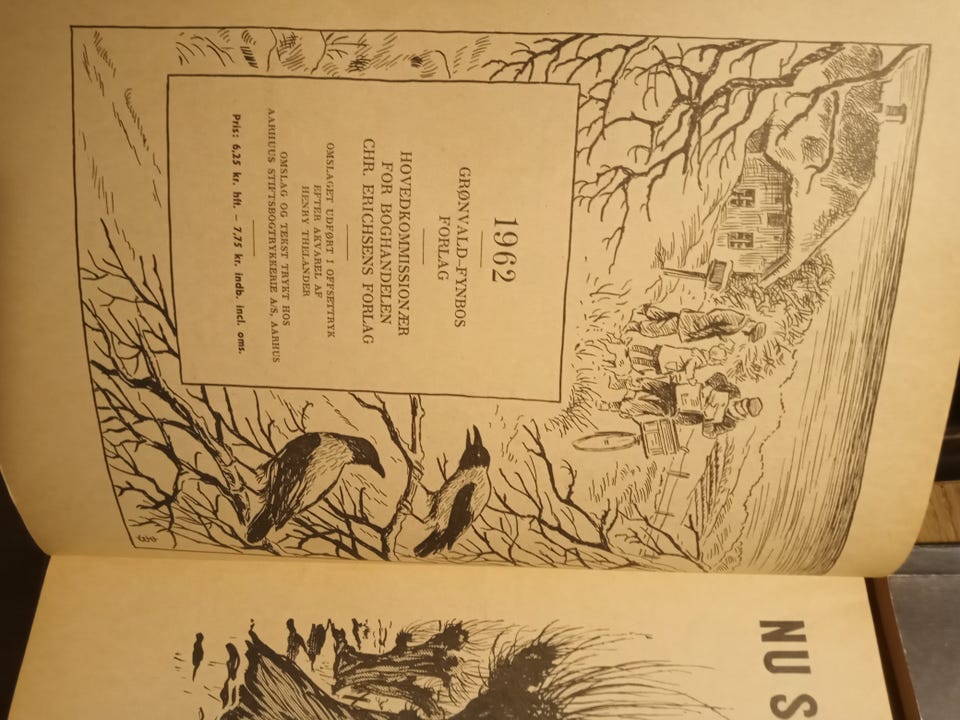 1962
GRØNVALD-FYNBOS
FORLAG
HOVEDKOMMISSIONÆR
FOR BOGHANDELEN
CHR. ERICHSENS FORLAG
OMSLAGET UDFØRT I OFFSETTRYK
EFTER AKVAREL AF
HENRY THELANDER
OMSLAG OG TEKST TRYKT HOS
AARHUUS STIFTSBOGTRYKKERIE A/S, AARHUS
Pris: 6,25 kr. hft. – 7,75 kr. indb. incl. oms.
NU S